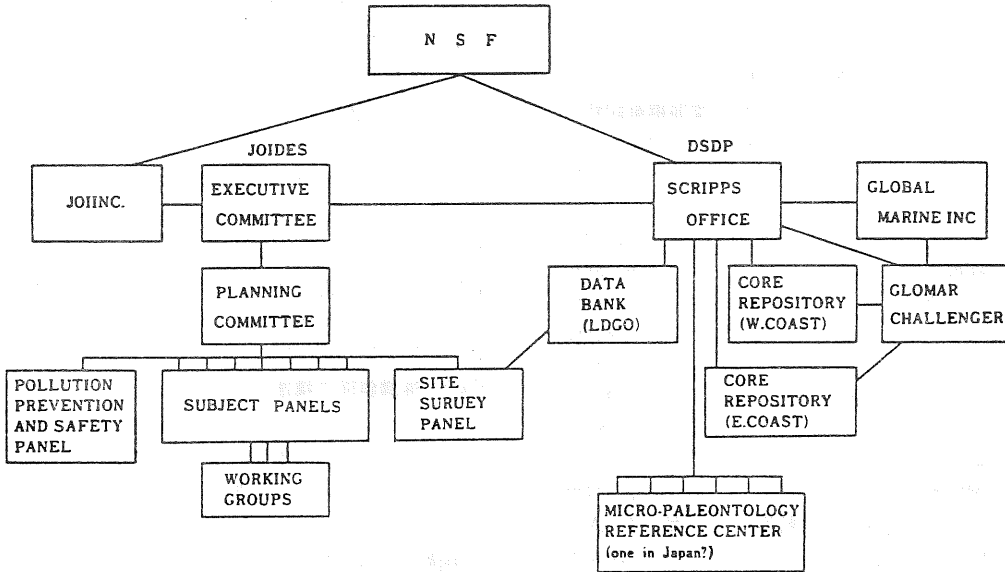 N S F
JOIDES
DSDP
JOIINC.
EXECUTIVE
COMMITTEE
SCRIPPS
OFFICE
GLOBAL
MARINE INC
PLANNING
COMMITTEE
DATA
BANK
(LDGO)
CORE
REPOSITORY
(W.COAST)
GLOMAR
CHALLENGER
POLLUTION
PREVENTION
AND SAFETY
PANEL
SUBJECT PANELS
SITE
SURUEY
PANEL
CORE
REPOSITORY
(E.COAST)
WORKING
GROUPS
MICRO-PALEONTOLOGY
REFERENCE CENTER
(one in Japan?)